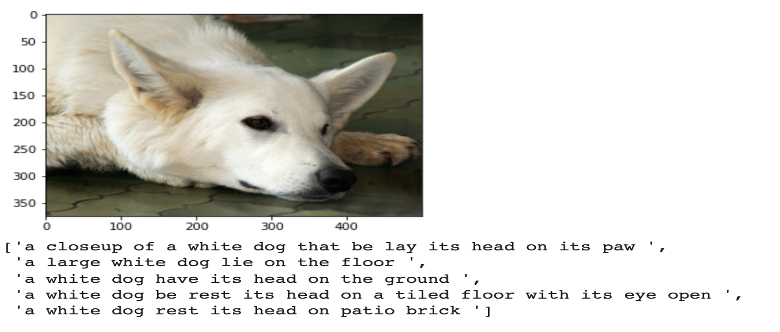 0
50
100
150
200
250
300
350
0 100 200 300 400
['a closeup of a white dog that be lay its head on its paw ',
'a large white dog lie on the floor ',
'a white dog have its head on the ground ',
'a white dog be rest its head on a tiled floor with its eye open ',
'a white dog rest its head on patio brick ']